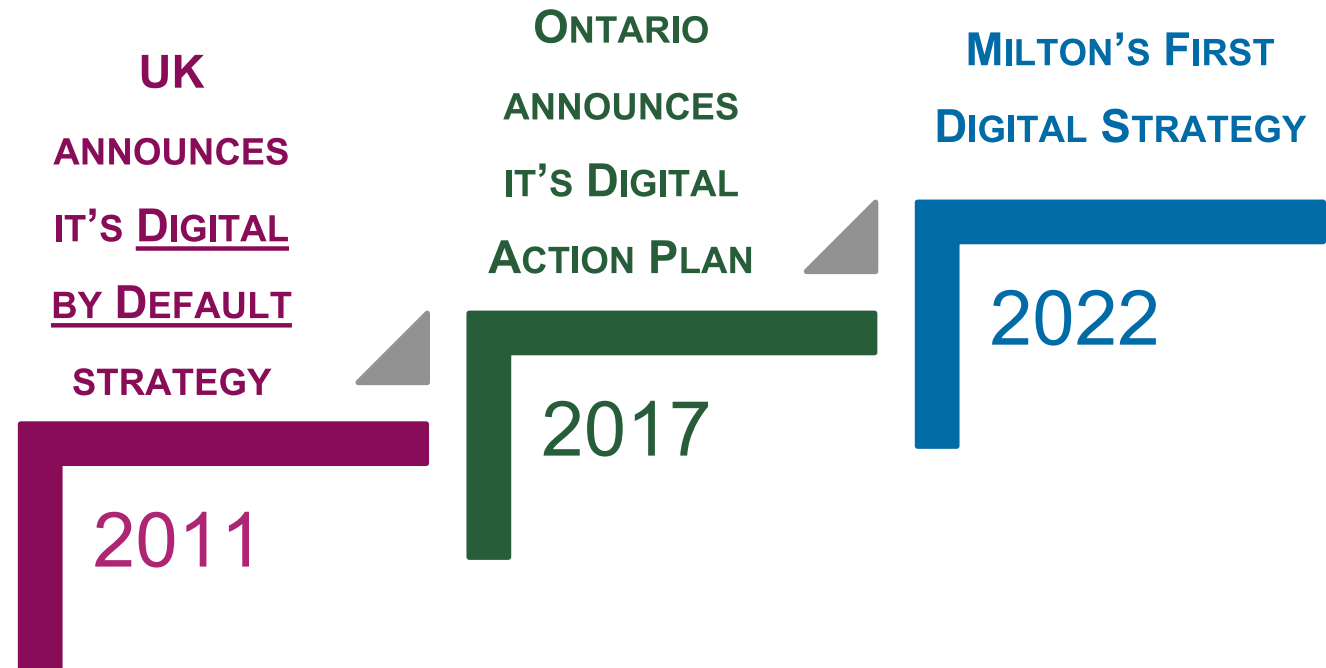 UK
ANNOUNCES
IT’S DIGITAL
BY DEFAULT
STRATEGY
2011
ONTARIO
ANNOUNCES
IT’S DIGITAL
ACTION PLAN
2017
MILTON’S FIRST
DIGITAL STRATEGY
2022